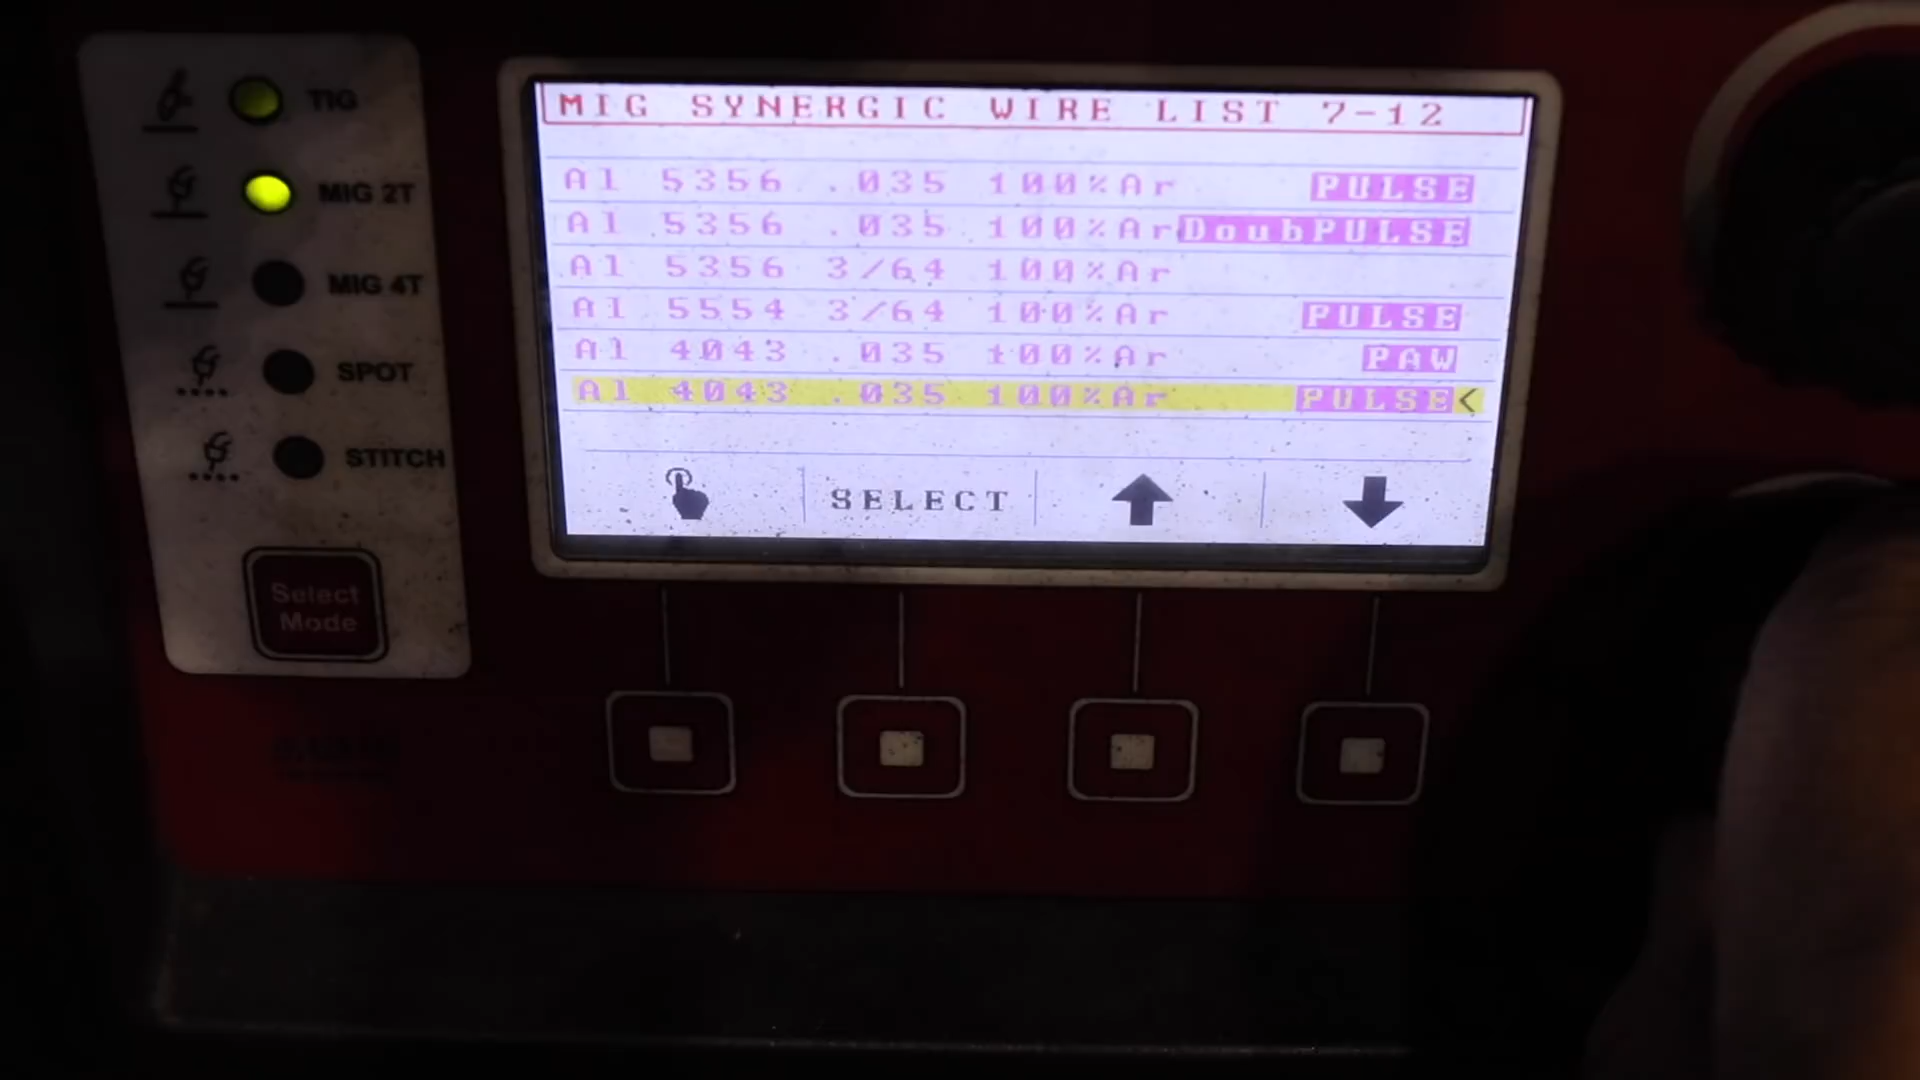 TIG
MIG 2T
MIG 4T
SPOT
STITCH
Select
Mode
MIG SYNERGIC WIRE LIST 7-12
Al 5356 .035 100%Ar PULSE
Al 5356 .035 100%Ar DoubPULSE
Al 5356 3/64 100%Ar
Al 5554 3/64 100%Ar PULSE
Al 4043 .035 100%Ar PAW
Al 4043 .035 100%Ar PULSE<
SELECT